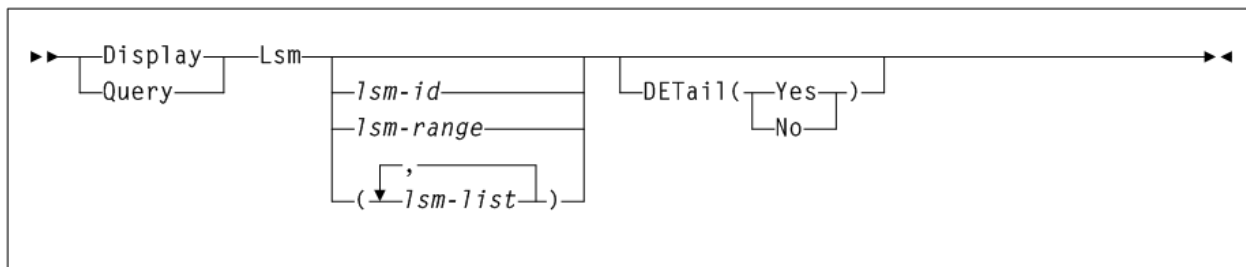 Display Lsm
Query
lsm-id
lsm-range
,
(lsm-list)
DETail(Yes)
No